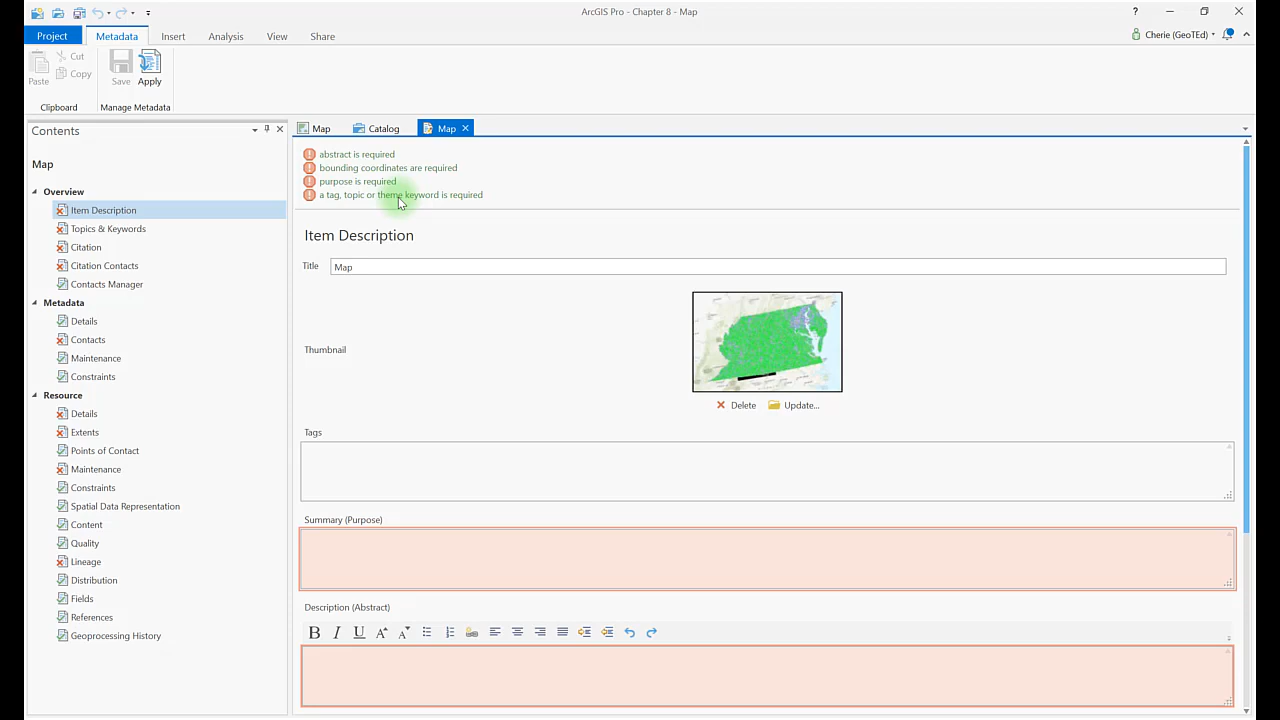 ArcGIS Pro - Chapter 8 - Map
?
Project
Metadata
Insert
Analysis
View
Share
Cherie (GeoTEd)
Paste
Cut
Copy
Save
Apply
Clipboard
Manage Metadata
Contents
Map
Catalog
Map
Map
Overview
Item Description
Topics & Keywords
Citation
Citation Contacts
Contacts Manager
Metadata
Details
Contacts
Maintenance
Constraints
Resource
Details
Extents
Points of Contact
Maintenance
Constraints
Spatial Data Representation
Content
Quality
Lineage
Distribution
Fields
References
Geoprocessing History
abstract is required
bounding coordinates are required
purpose is required
a tag, topic or theme keyword is required
Item Description
Title
Map
Thumbnail
Delete
Update...
Tags
Summary (Purpose)
Description (Abstract)
B I U A A